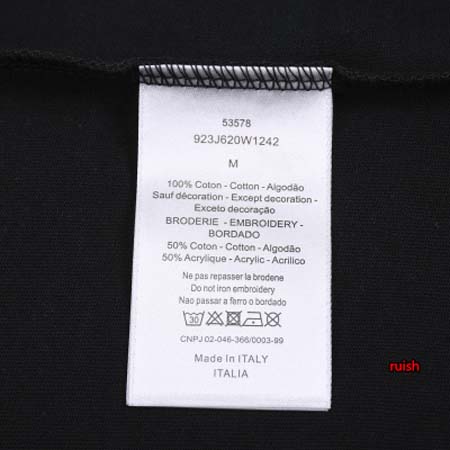 53578
923J620W1242
M
100% Coton - Cotton - Algodão
Sauf décoration - Except decoration -
Exceto decoração
BRODERIE - EMBROIDERY -
BORDADO
50% Coton - Cotton - Algodão
50% Acrylique - Acrylic - Acrilico
Ne pas repasser la brodene
Do not iron embroidery
Nao passar a ferro o bordado
30
CNPJ 02-046-366/0003-99
Made In ITALY
ITALIA
ruish